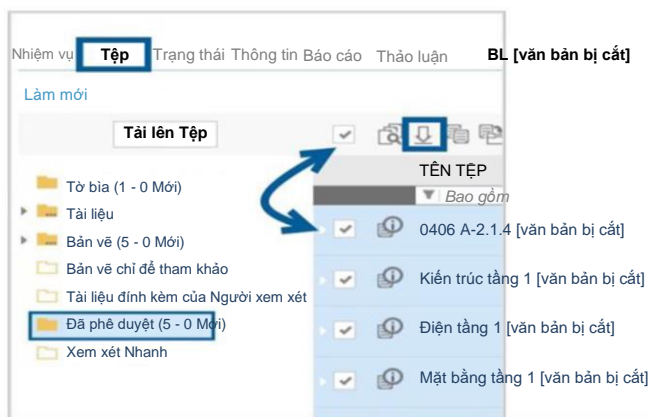 Nhiệm vụ Tệp Trạng thái Thông tin Báo cáo Thảo luận BL [văn bản bị cắt]
Làm mới
Tải lên Tệp
TÊN TỆP
Bao gồm
Tờ bìa (1 - 0 Mới)
Tài liệu
Bản vẽ (5 - 0 Mới)
Bản vẽ chỉ để tham khảo
Tài liệu đính kèm của Người xem xét
Đã phê duyệt (5 - 0 Mới)
Xem xét Nhanh
0406 A-2.1.4 [văn bản bị cắt]
Kiến trúc tầng 1 [văn bản bị cắt]
Điện tầng 1 [văn bản bị cắt]
Mặt bằng tầng 1 [văn bản bị cắt]